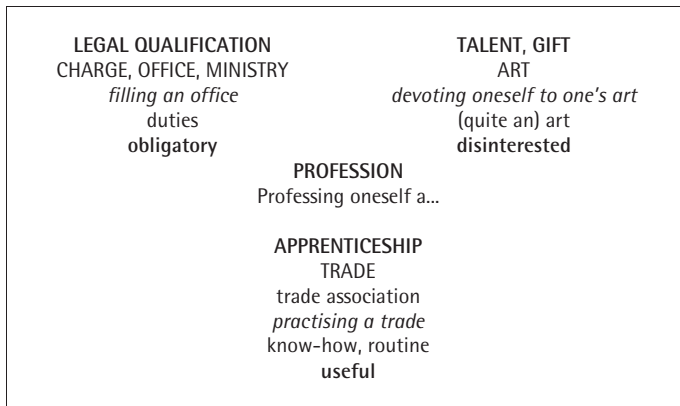 LEGAL QUALIFICATION
CHARGE, OFFICE, MINISTRY
filling an office
duties
obligatory
TALENT, GIFT
ART
devoting oneself to one's art
(quite an) art
disinterested
PROFESSION
Professing oneself a...
APPRENTICESHIP
TRADE
trade association
practising a trade
know-how, routine
useful